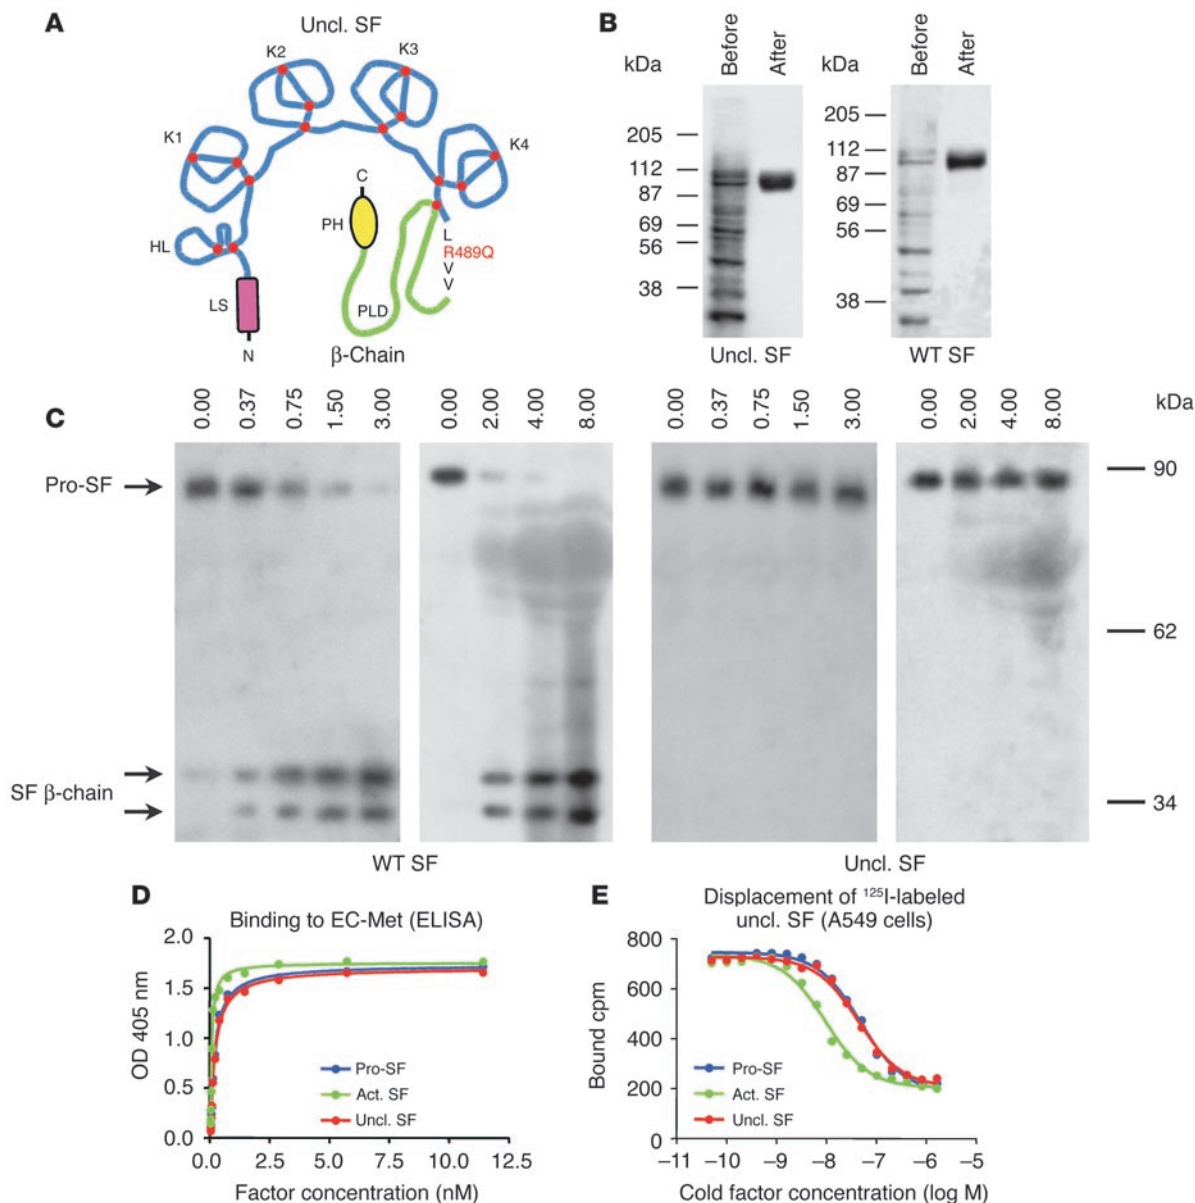 A
Uncl. SF
K1
K2
K3
K4
HL
LS
N
C
PH
PLD
L
R489Q
V
V
β-Chain
B
kDa
Before
After
205
112
87
69
56
38
Uncl. SF
kDa
Before
After
205
112
87
69
56
38
WT SF
C
0.00 0.37 0.75 1.50 3.00
2.00 4.00 8.00 0.00
0.00 0.37 0.75 1.50 3.00
0.00 2.00 4.00 8.00
kDa
Pro-SF
SF β-chain
90
62
34
WT SF
Uncl. SF
D
Binding to EC-Met (ELISA)
OD 405 nm
2.0
1.5
1.0
0.5
0.0
Pro-SF
Act. SF
Uncl. SF
0.0 2.5 5.0 7.5 10.0 12.5
Factor concentration (nM)
E
Displacement of ¹²⁵I-labeled
uncl. SF (A549 cells)
Bound cpm
800
600
400
200
0
Pro-SF
Act. SF
Uncl. SF
–11 –10 –9 –8 –7 –6 –5
Cold factor concentration (log M)